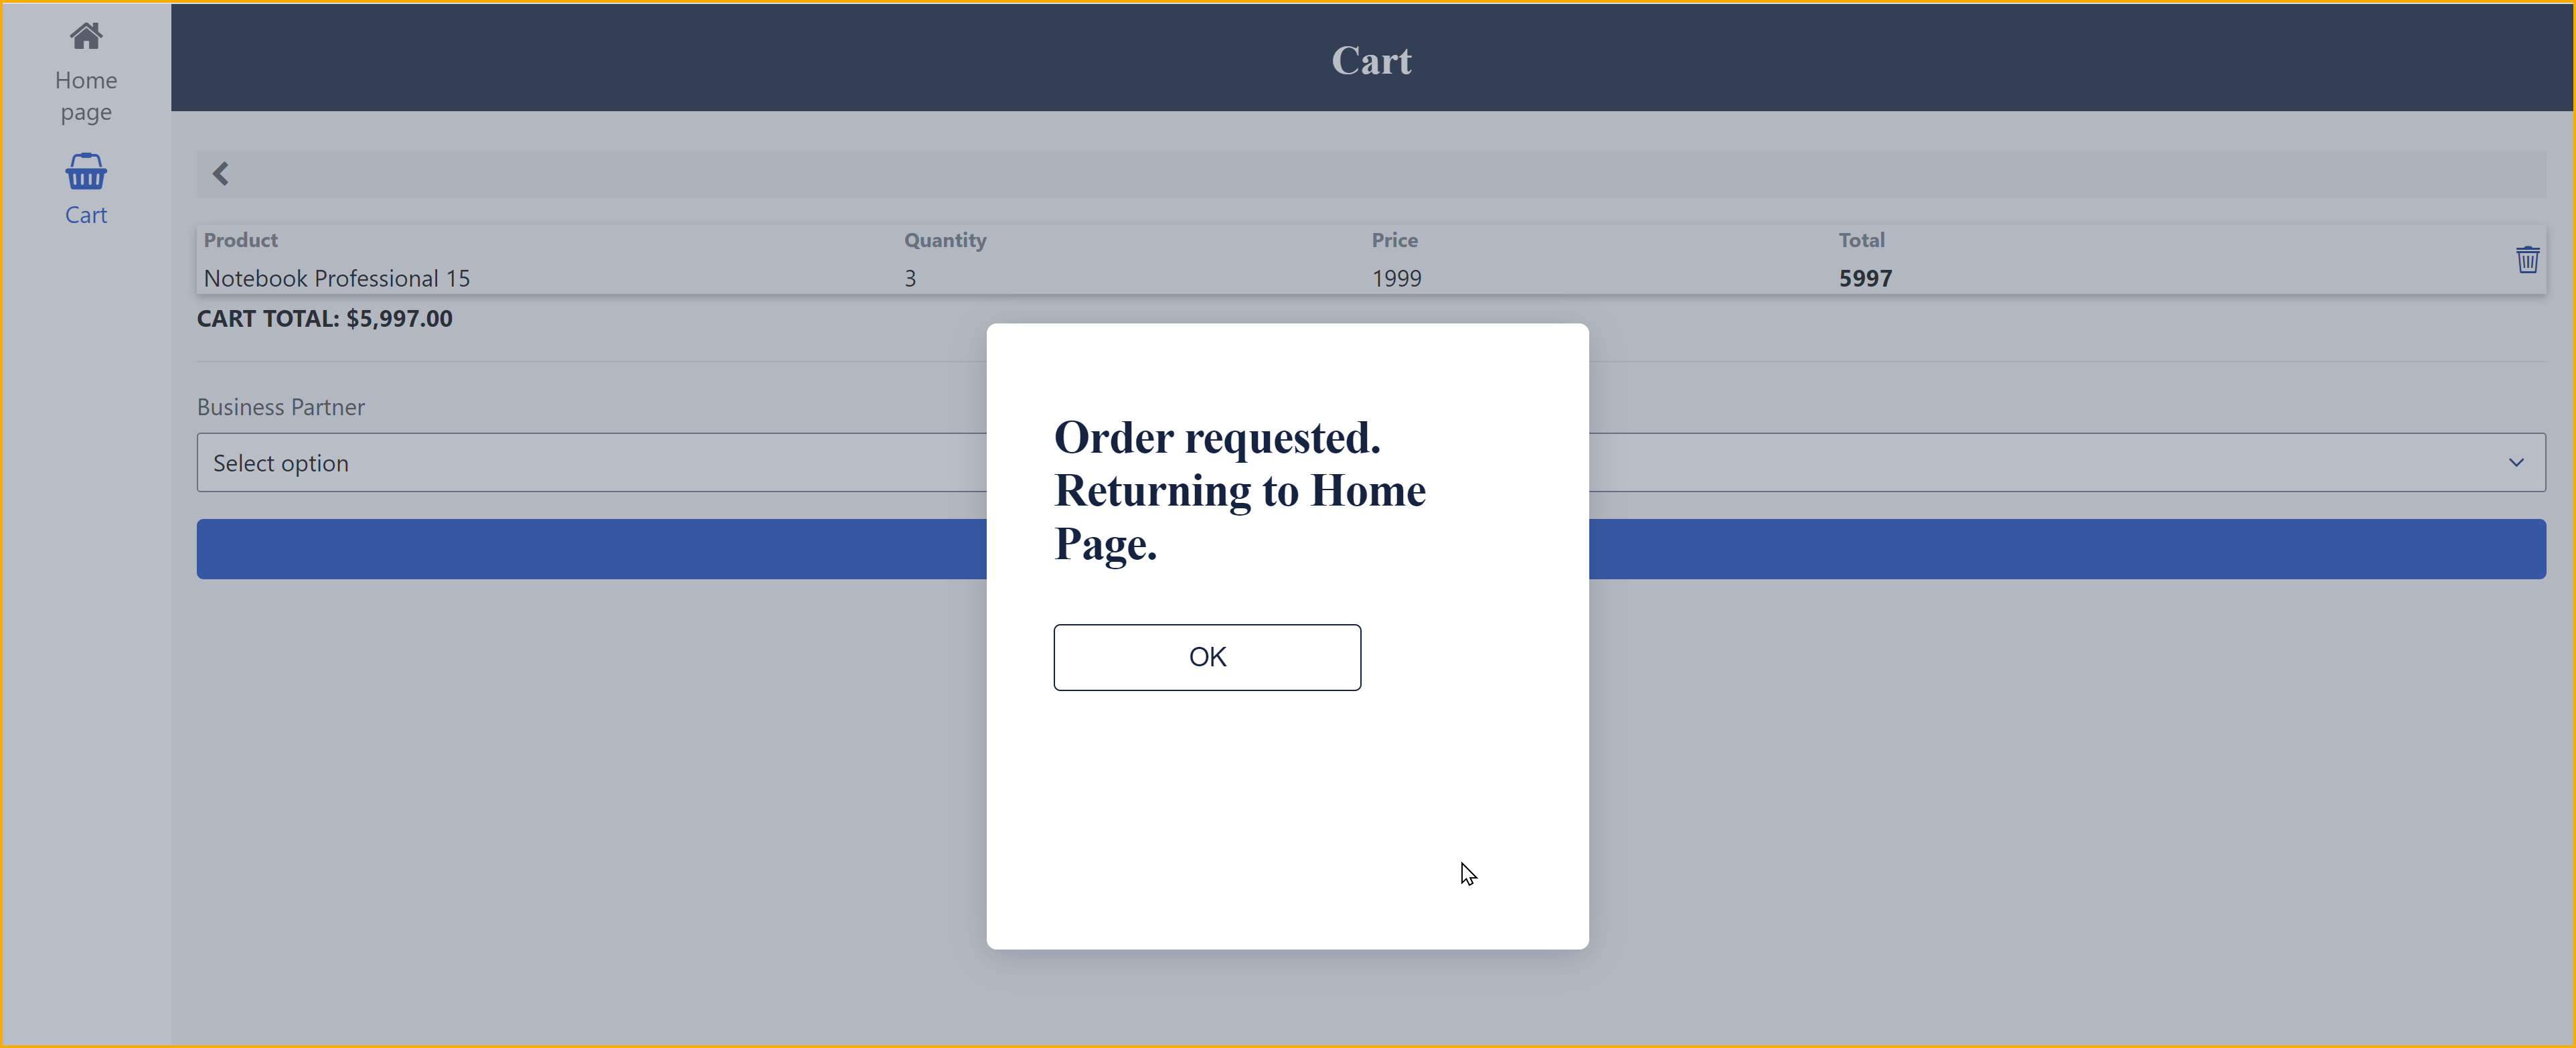 Home
page
Cart
Cart
Product Quantity Price Total
Notebook Professional 15 3 1999 5997
CART TOTAL: $5,997.00
Business Partner
Select option
Order requested.
Returning to Home
Page.
OK